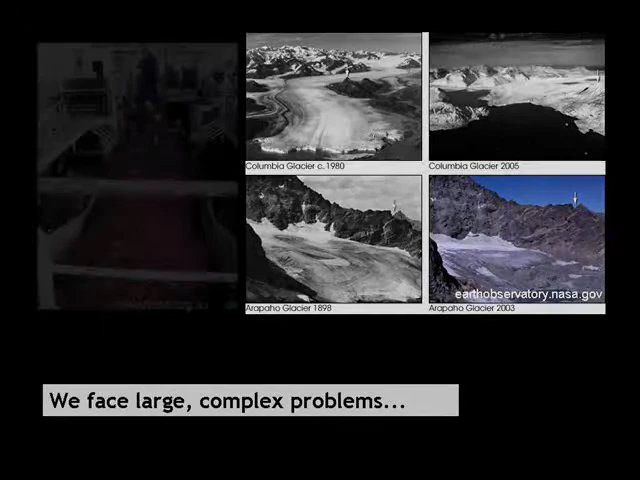 Columbia Glacier c. 1980
Columbia Glacier 2005
earthobservatory.nasa.gov
Arapaho Glacier 1898
Arapaho Glacier 2003
We face large, complex problems...